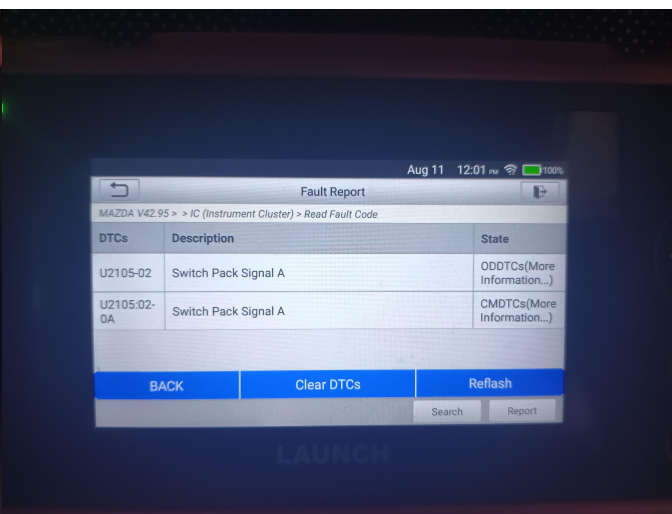 Aug 11 12:01 PM 100%
Fault Report
MAZDA V42.95 > > IC (Instrument Cluster) > Read Fault Code
DTCs Description State
U2105-02 Switch Pack Signal A ODDTCs(More
Information...)
U2105:02-
0A Switch Pack Signal A CMDTCs(More
Information...)
BACK Clear DTCs Reflash
Search Report
LAUNCH